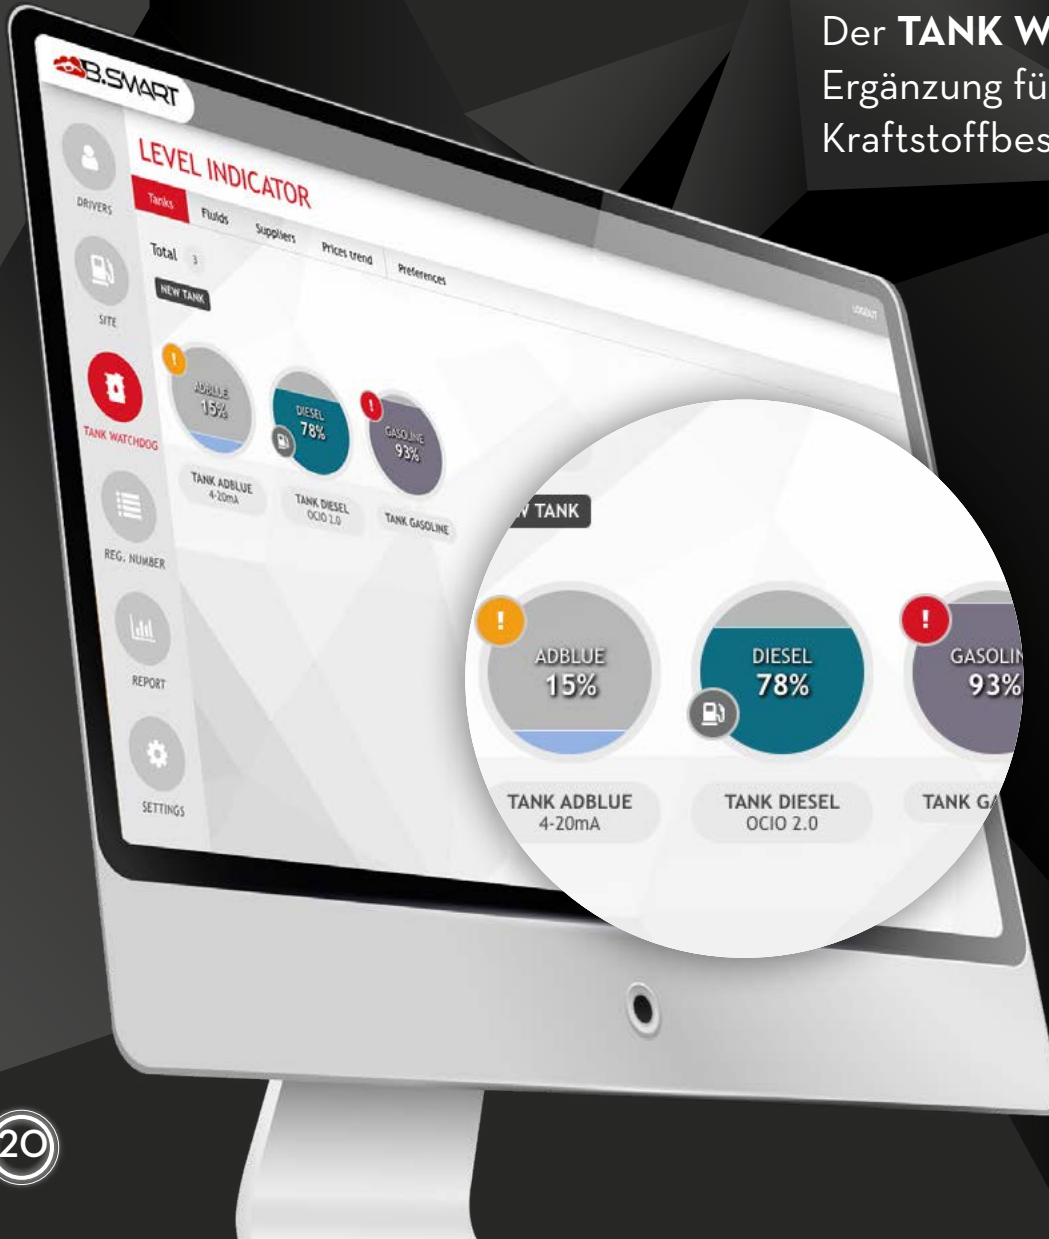 Der TANK W
Ergänzung fü
Kraftstoffbes
B.SMART
LOGOUT
LEVEL INDICATOR
Tanks Fluids Suppliers Prices trend Preferences
Total 3
NEW TANK
DRIVERS
SITE
TANK WATCHDOG
REG. NUMBER
REPORT
SETTINGS
ADBLUE
15%
TANK ADBLUE
4-20mA
DIESEL
78%
TANK DIESEL
OCIO 2.0
GASOLINE
93%
TANK GASOLINE
W TANK
ADBLUE
15%
TANK ADBLUE
4-20mA
DIESEL
78%
TANK DIESEL
OCIO 2.0
GASOLIN
93%
TANK GA
20